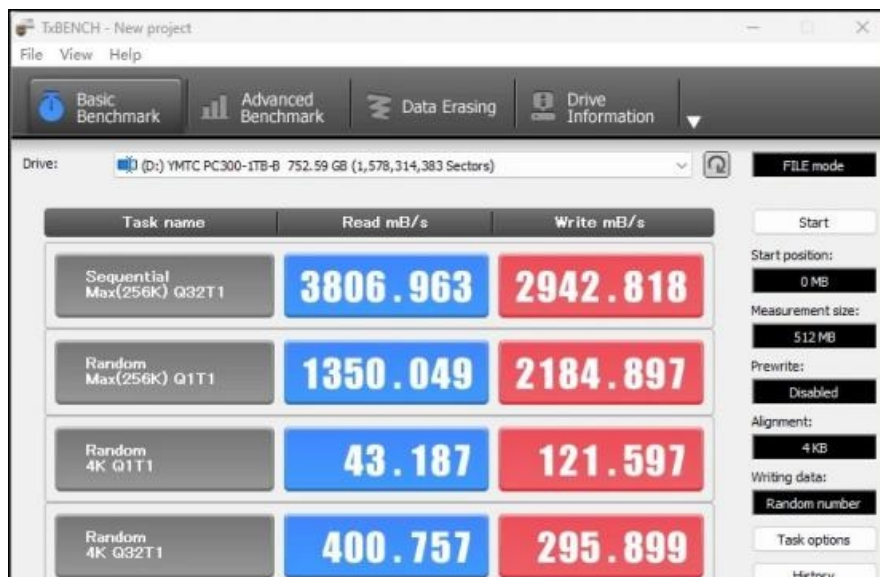 TxBENCH - New project
File View Help
Basic
Benchmark
Advanced
Benchmark
Data Erasing
Drive
Information
Drive:
(D:) YMTC PC300-1TB-B 752.59 GB (1,578,314,383 Sectors)
FILE mode
Task name Read mB/s Write mB/s
Start
Sequential
Max(256K) Q32T1
3806.963 2942.818
Start position:
0 MB
Measurement size:
512 MB
Random
Max(256K) Q1T1
1350.049 2184.897
Prewrite:
Disabled
Alignment:
4 KB
Random
4K Q1T1
43.187 121.597
Writing data:
Random number
Random
4K Q32T1
400.757 295.899
Task options
History